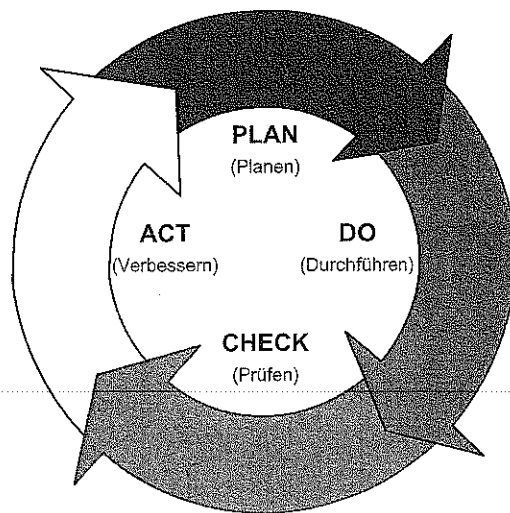 PLAN
(Planen)
ACT
(Verbessern)
DO
(Durchführen)
CHECK
(Prüfen)